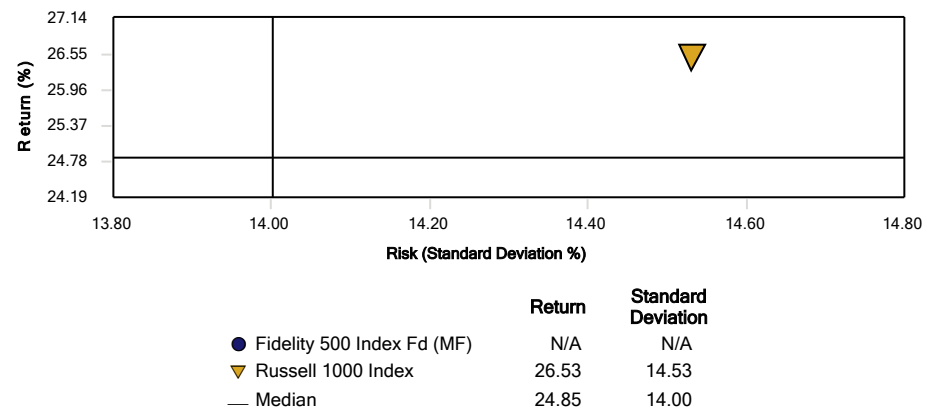 27.14
26.55
25.96
25.37
24.78
24.19
Return (%)
13.80 14.00 14.20 14.40 14.60 14.80
Risk (Standard Deviation %)
Return Standard Deviation
Fidelity 500 Index Fd (MF) N/A N/A
Russell 1000 Index 26.53 14.53
Median 24.85 14.00